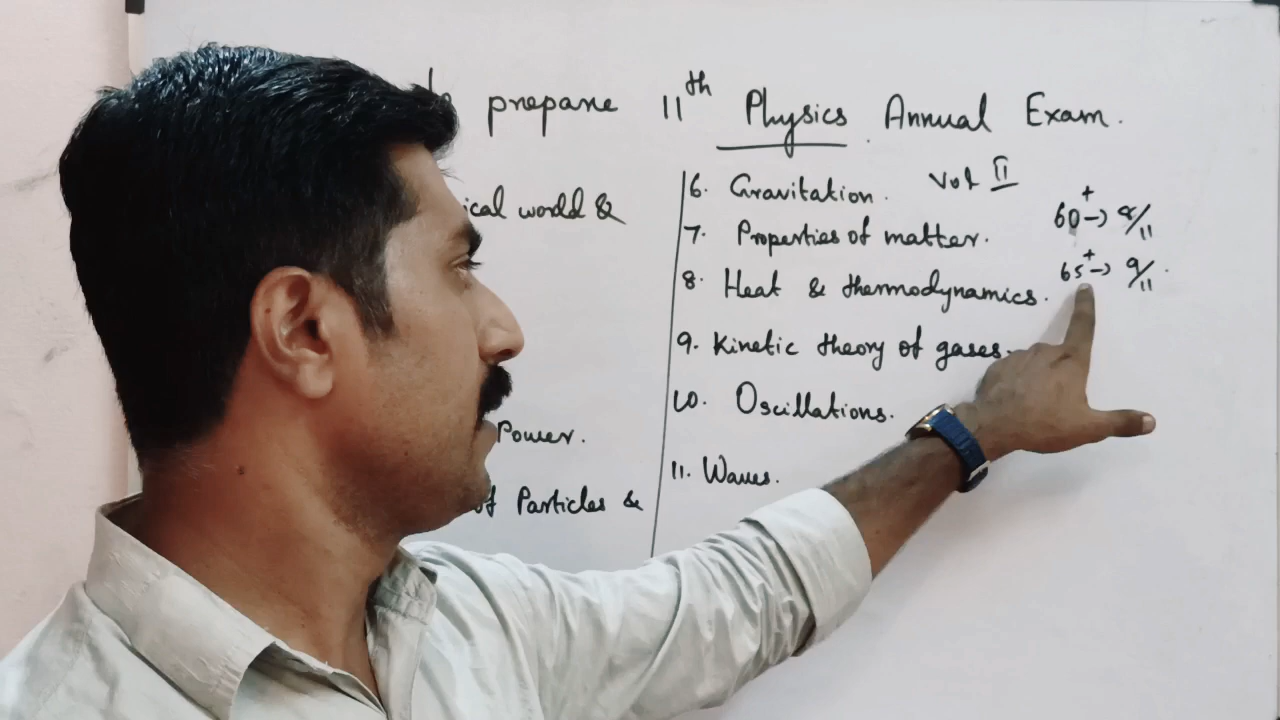 prepare 11th Physics Annual Exam.
ical world &
Power.
of Particles &
6. Gravitation. Vol II
7. Properties of matter.
8. Heat & thermodynamics.
9. Kinetic theory of gases.
10. Oscillations.
11. Waves.
60+ → 8/11
65+ → 9/11.